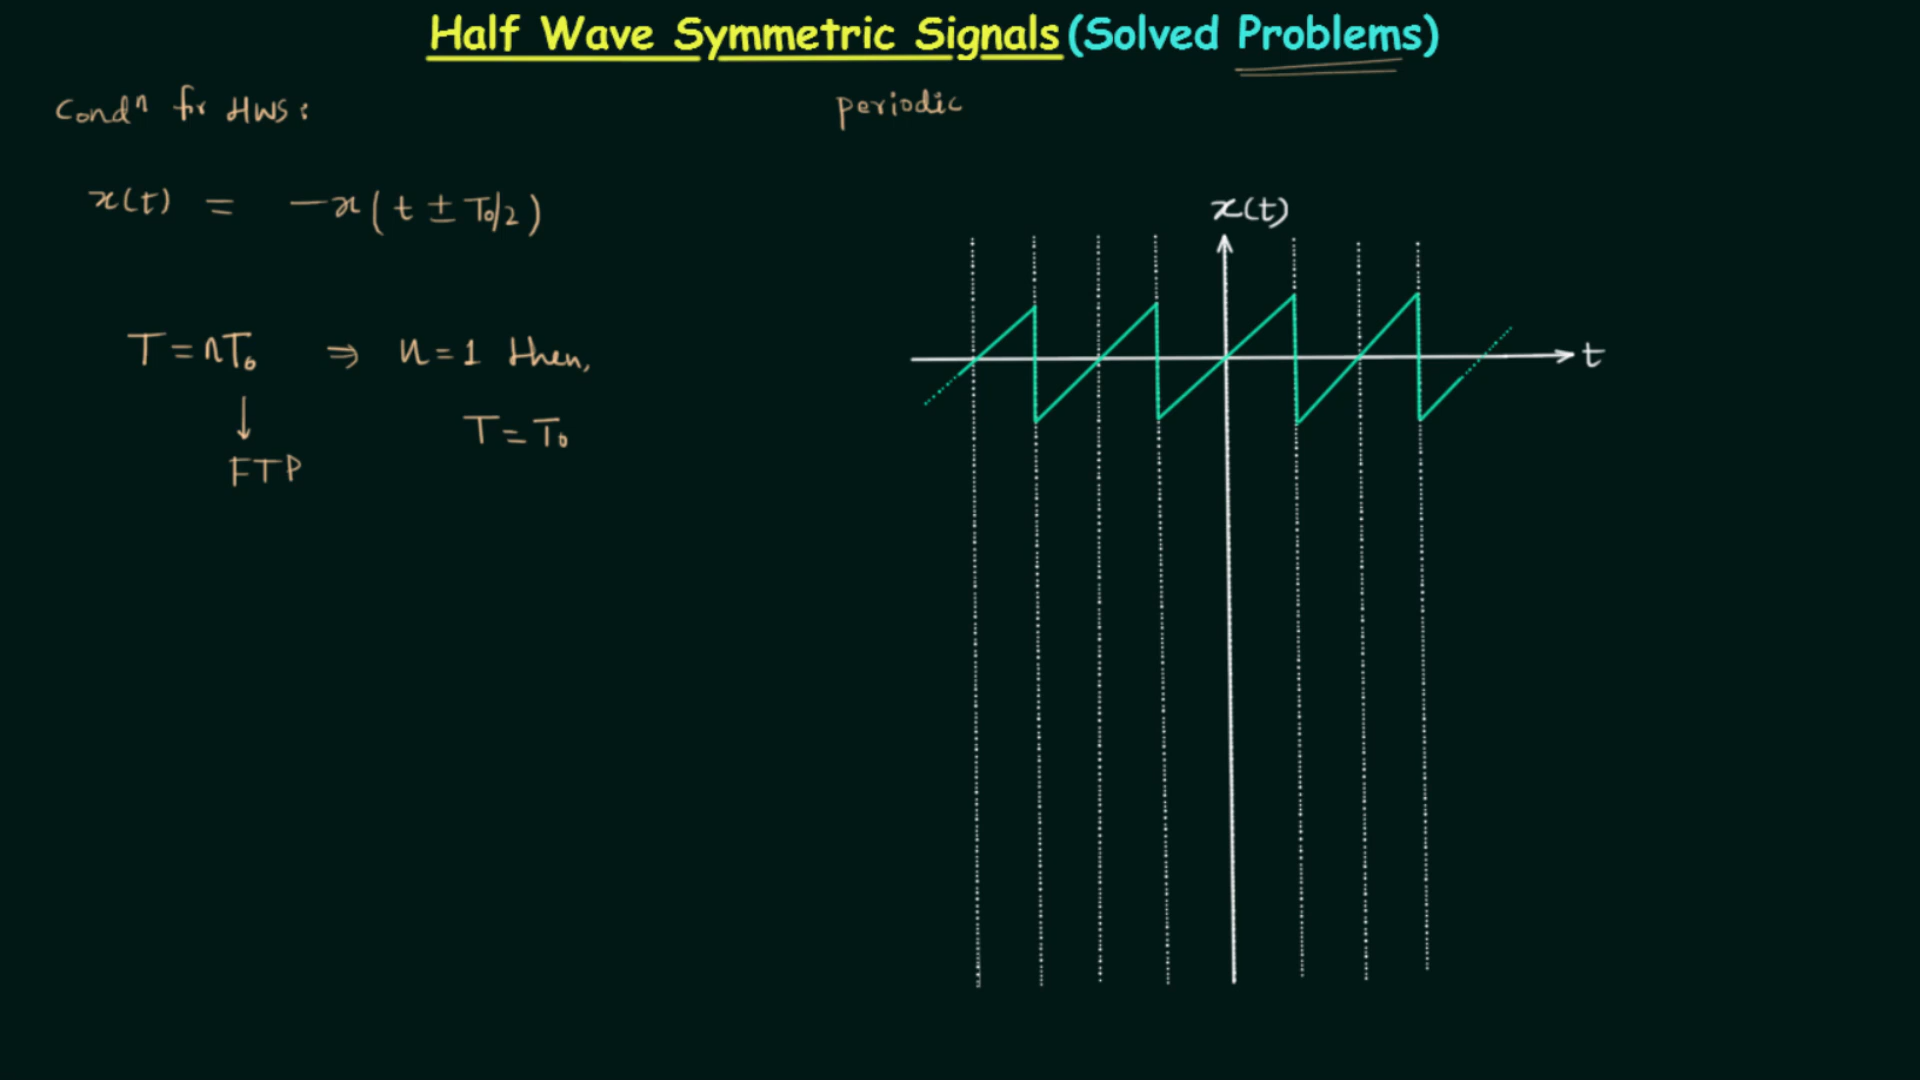 Half Wave Symmetric Signals (Solved Problems)
Condⁿ for HWS:
periodic
x(t) = -x(t ± T₀/2)
T = nT₀ ⇒ n = 1 then,
↓
T = T₀
FTP
x(t)
t